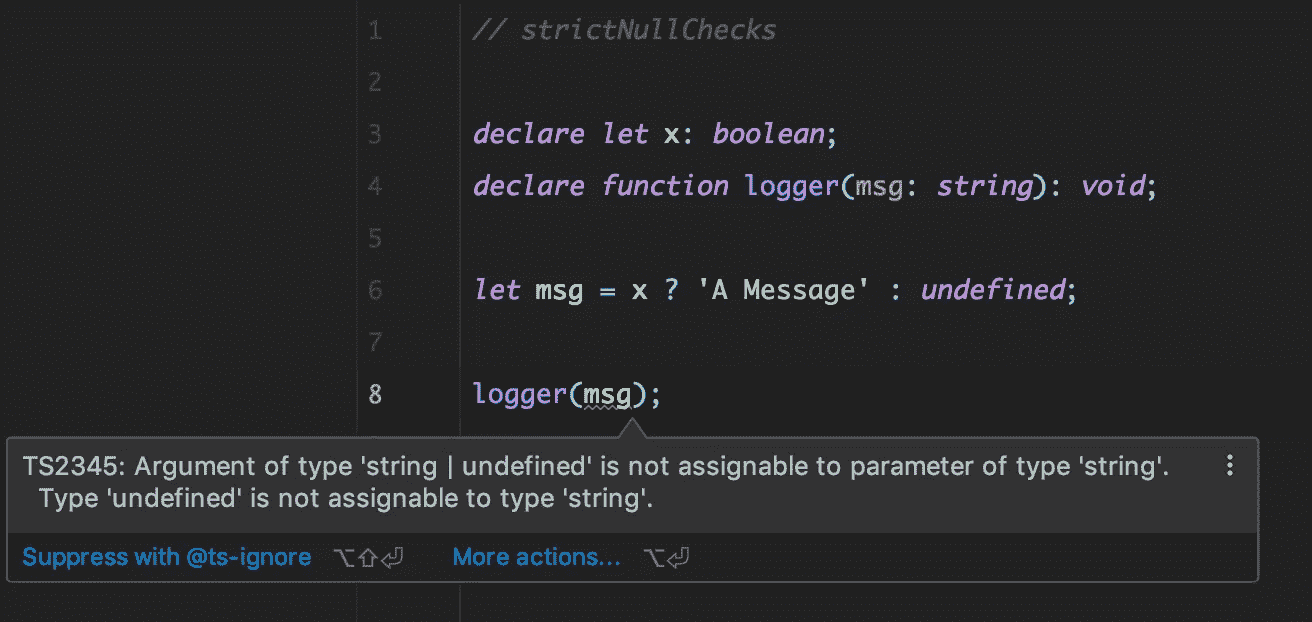 1 // strictNullChecks
2
3 declare let x: boolean;
4 declare function logger(msg: string): void;
5
6 let msg = x ? 'A Message' : undefined;
7
8 logger(msg);
TS2345: Argument of type 'string | undefined' is not assignable to parameter of type 'string'.
Type 'undefined' is not assignable to type 'string'.
Suppress with @ts-ignore ⌥⇧⏎ More actions... ⌥⏎